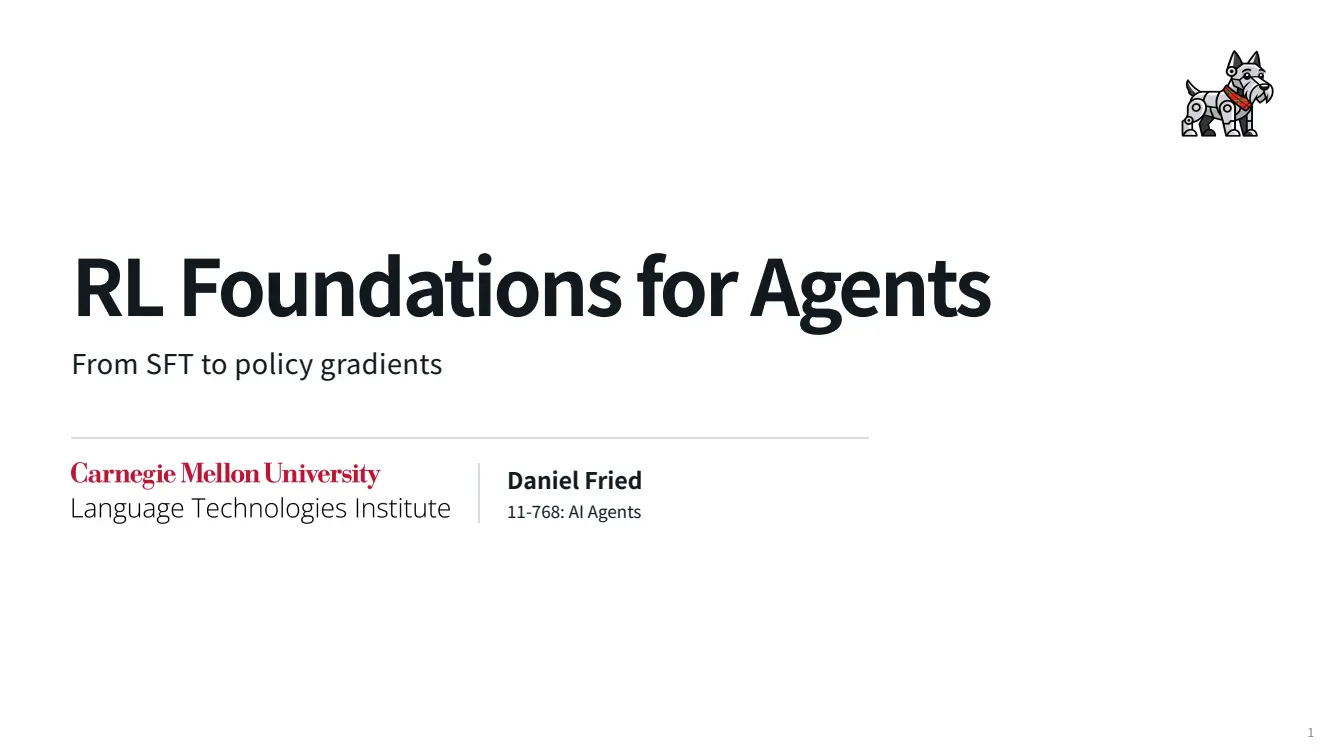 RL Foundations for Agents
From SFT to policy gradients
Carnegie Mellon University
Language Technologies Institute
Daniel Fried
11-768: AI Agents
1